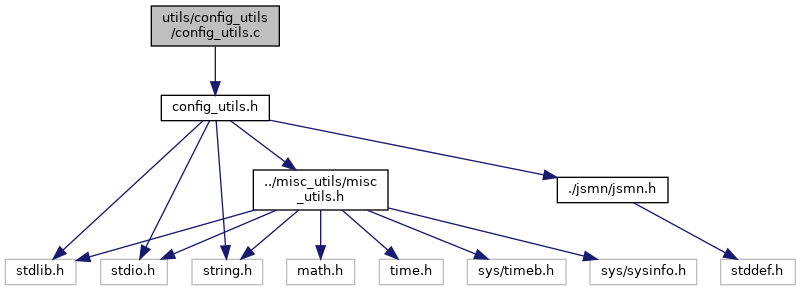 utils/config_utils
/config_utils.c
config_utils.h
../misc_utils/misc
_utils.h
./jsmn/jsmn.h
stdlib.h
stdio.h
string.h
math.h
time.h
sys/timeb.h
sys/sysinfo.h
stddef.h